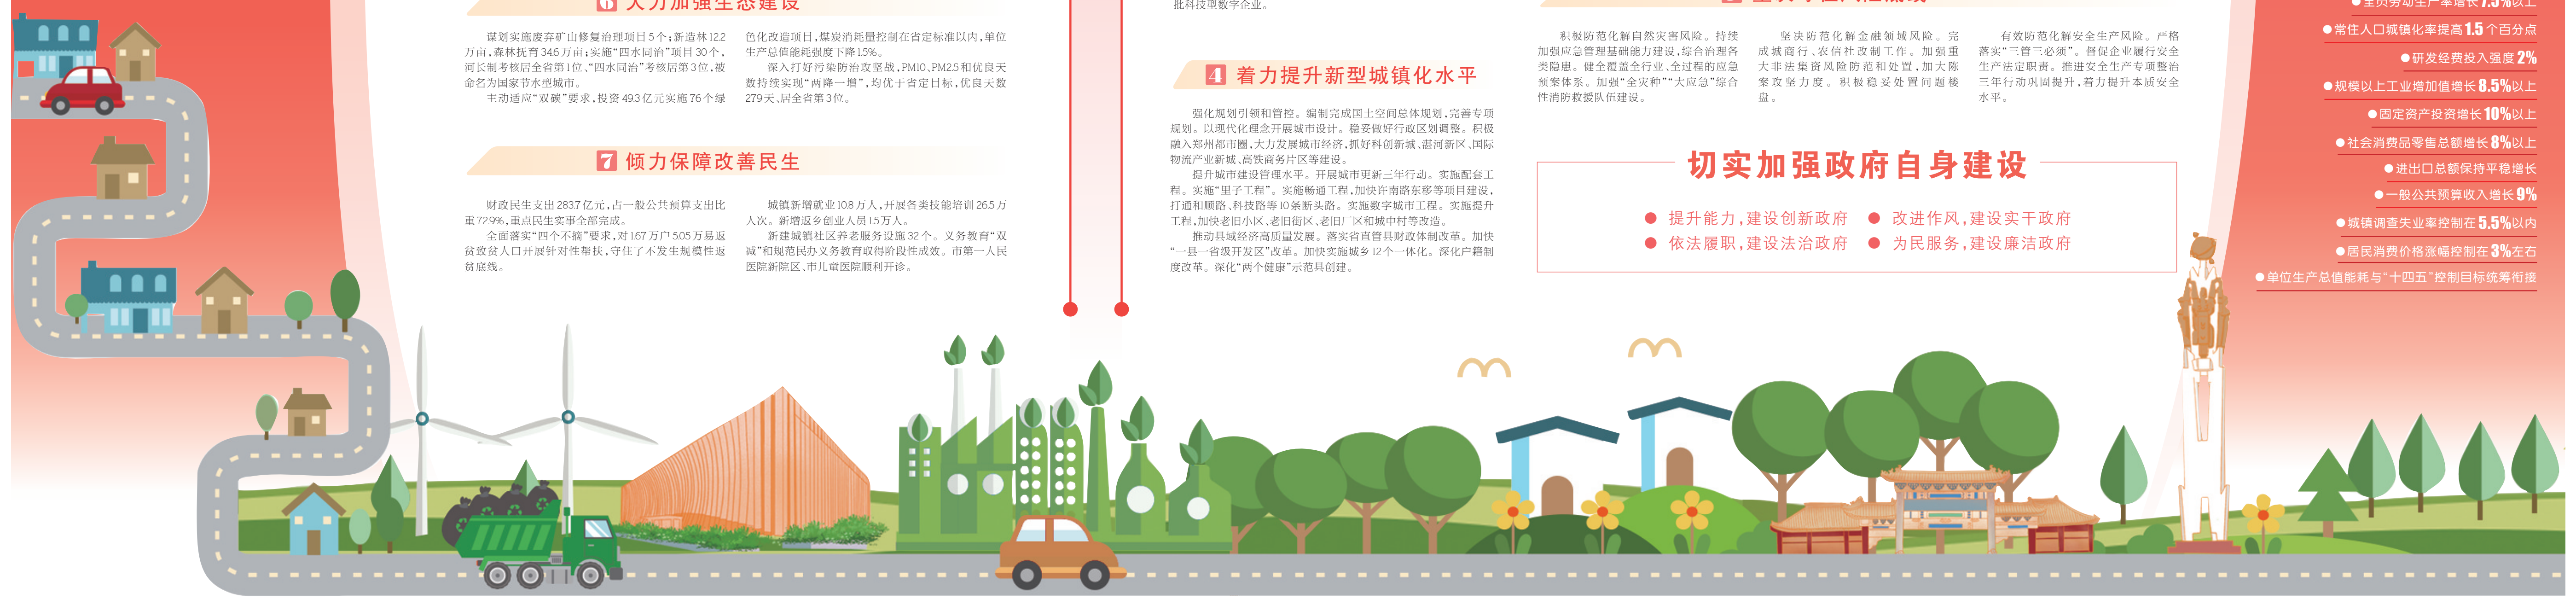 6 大力加强生态建设
谋划实施废弃矿山修复治理项目5个；新造林12.2
万亩，森林抚育34.6万亩；实施“四水同治”项目30个，
河长制考核居全省第1位、“四水同治”考核居第3位，被
命名为国家节水型城市。
主动适应“双碳”要求，投资49.3亿元实施76个绿
色化改造项目，煤炭消耗量控制在省定标准以内，单位
生产总值能耗强度下降1.5%。
深入打好污染防治攻坚战，PM10、PM2.5和优良天
数持续实现“两降一增”，均优于省定目标，优良天数
279天、居全省第3位。
7 倾力保障改善民生
财政民生支出283.7亿元，占一般公共预算支出比
重72.9%，重点民生实事全部完成。
全面落实“四个不摘”要求，对1.67万户5.05万易返
贫致贫人口开展针对性帮扶，守住了不发生规模性返
贫底线。
城镇新增就业10.8万人，开展各类技能培训26.5万
人次。新增返乡创业人员1.5万人。
新建城镇社区养老服务设施32个。义务教育“双
减”和规范民办义务教育取得阶段性成效。市第一人民
医院新院区、市儿童医院顺利开诊。
批科技型数字企业。
4 着力提升新型城镇化水平
强化规划引领和管控。编制完成国土空间总体规划，完善专项
规划。以现代化理念开展城市设计。稳妥做好行政区划调整。积极
融入郑州都市圈，大力发展城市经济，抓好科创新城、湛河新区、国际
物流产业新城、高铁商务片区等建设。
提升城市建设管理水平。开展城市更新三年行动。实施配套工
程。实施“里子工程”。实施畅通工程，加快许南路东移等项目建设，
打通和顺路、科技路等10条断头路。实施数字城市工程。实施提升
工程，加快老旧小区、老旧街区、老旧厂区和城中村等改造。
推动县域经济高质量发展。落实省直管县财政体制改革。加快
“一县一省级开发区”改革。加快实施城乡12个一体化。深化户籍制
度改革。深化“两个健康”示范县创建。
积极防范化解自然灾害风险。持续
加强应急管理基础能力建设，综合治理各
类隐患。健全覆盖全行业、全过程的应急
预案体系。加强“全灾种”“大应急”综合
性消防救援队伍建设。
坚决防范化解金融领域风险。完
成城商行、农信社改制工作。加强重
大非法集资风险防范和处置，加大陈
案攻坚力度。积极稳妥处置问题楼
盘。
有效防范化解安全生产风险。严格
落实“三管三必须”。督促企业履行安全
生产法定职责。推进安全生产专项整治
三年行动巩固提升，着力提升本质安全
水平。
切实加强政府自身建设
● 提升能力，建设创新政府 ● 改进作风，建设实干政府
● 依法履职，建设法治政府 ● 为民服务，建设廉洁政府
●全员劳动生产率增长7.5%以上
●常住人口城镇化率提高1.5个百分点
●研发经费投入强度2%
●规模以上工业增加值增长8.5%以上
●固定资产投资增长10%以上
●社会消费品零售总额增长8%以上
●进出口总额保持平稳增长
●一般公共预算收入增长9%
●城镇调查失业率控制在5.5%以内
●居民消费价格涨幅控制在3%左右
●单位生产总值能耗与“十四五”控制目标统筹衔接